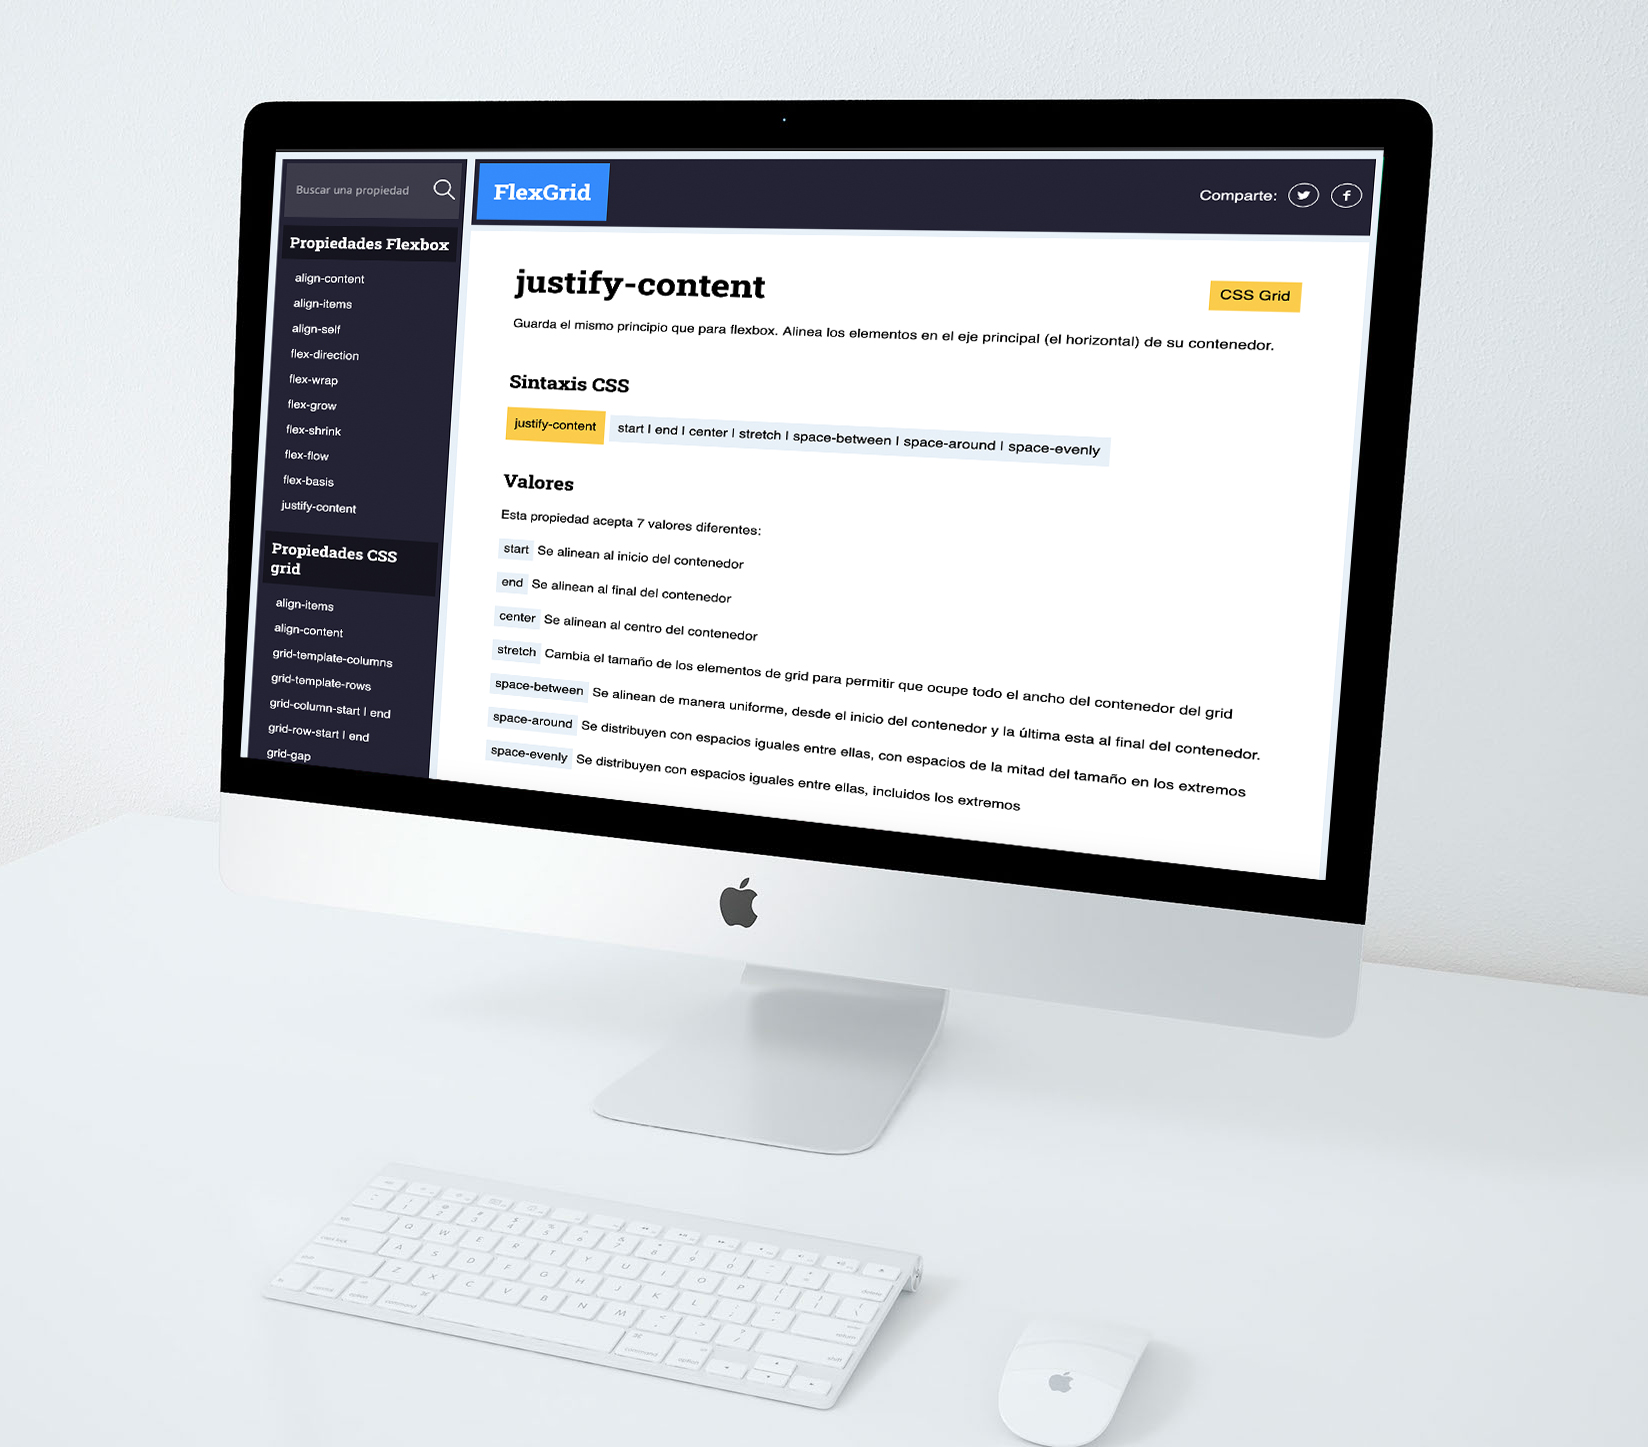 Buscar una propiedad
FlexGrid
Comparte:
Propiedades Flexbox
align-content
align-items
align-self
flex-direction
flex-wrap
flex-grow
flex-shrink
flex-flow
flex-basis
justify-content
Propiedades CSS
grid
align-items
align-content
grid-template-columns
grid-template-rows
grid-column-start | end
grid-row-start | end
grid-gap
justify-content
CSS Grid
Guarda el mismo principio que para flexbox. Alinea los elementos en el eje principal (el horizontal) de su contenedor.
Sintaxis CSS
justify-content start | end | center | stretch | space-between | space-around | space-evenly
Valores
Esta propiedad acepta 7 valores diferentes:
start Se alinean al inicio del contenedor
end Se alinean al final del contenedor
center Se alinean al centro del contenedor
stretch Cambia el tamaño de los elementos de grid para permitir que ocupe todo el ancho del contenedor del grid
space-between Se alinean de manera uniforme, desde el inicio del contenedor y la última esta al final del contenedor.
space-around Se distribuyen con espacios iguales entre ellas, con espacios de la mitad del tamaño en los extremos
space-evenly Se distribuyen con espacios iguales entre ellas, incluidos los extremos
Q W E R T Y U I O P
A S D F G H J K L
Z X C V B N M
command
option
command
option
delete
return
shift